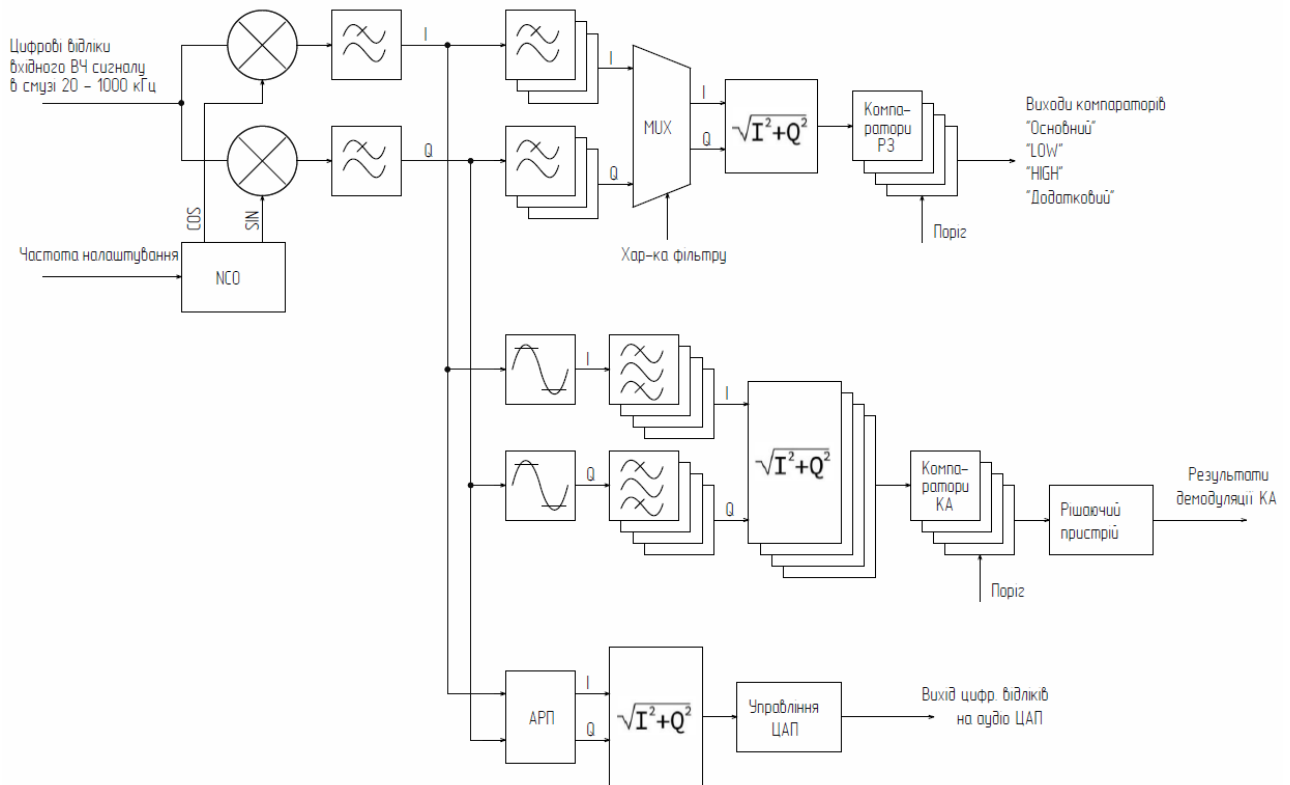 Цифрові відліки
вхідного ВЧ сигналу
в смузі 20 – 1000 кГц
I
Q
COS
SIN
Частота налаштування
NCO
I
Q
MUX
Хар-ка фільтру
I
Q
√I²+Q²
Компа-
ратори
РЗ
Поріг
Виходи компараторів
"Основний"
"LOW"
"HIGH"
"Додатковий"
I
Q
I
Q
√I²+Q²
Компа-
ратори
КА
Поріг
Рішаючий
пристрій
Результати
демодуляції КА
АРП
I
Q
√I²+Q²
Управління
ЦАП
Вихід цифр. відліків
на аудіо ЦАП